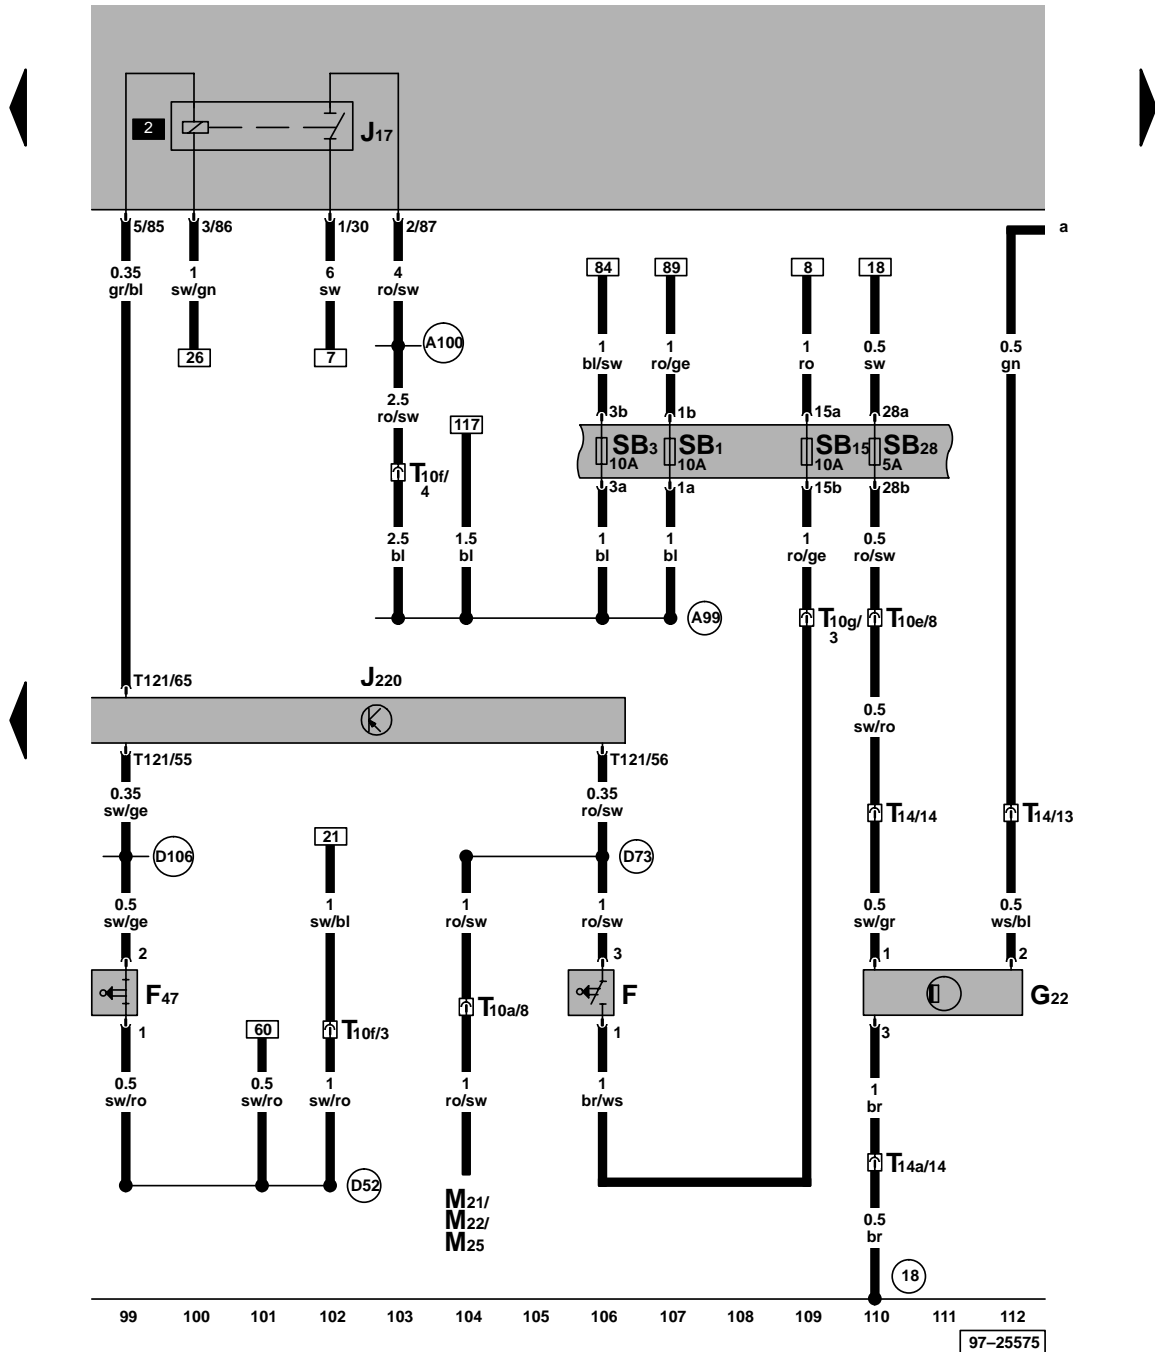 2
J17
5/85 3/86 1/30 2/87
a
0.35 1 6 4
gr/bl sw/gn sw ro/sw
84 89 8 18
26 7
A100
1 1 1 0.5 0.5
bl/sw ro/ge ro sw gn
2.5
ro/sw
117
3b 1b 15a 28a
SB3 SB1 SB15 SB28
10A 10A 10A 5A
T10f/
4
3a 1a 15b 28b
2.5 1.5 1 1 1 0.5
bl bl bl bl ro/ge ro/sw
A99
T10g/
3
T10e/8
T121/65
J220
0.5
sw/ro
T121/55 T121/56
0.35 0.35
sw/ge ro/sw
T14/14 T14/13
21
D106 D73
0.5 1 1 1 0.5 0.5
sw/ge sw/bl ro/sw ro/sw sw/gr ws/bl
2 3 1 2
F47 F G22
T10a/8
1 60 T10f/3 1 3
0.5 0.5 1 1 1 1
sw/ro sw/ro sw/ro ro/sw br/ws br
T14a/14
D52
M21/
M22/
M25
0.5
br
18
99 100 101 102 103 104 105 106 107 108 109 110 111 112
97–25575